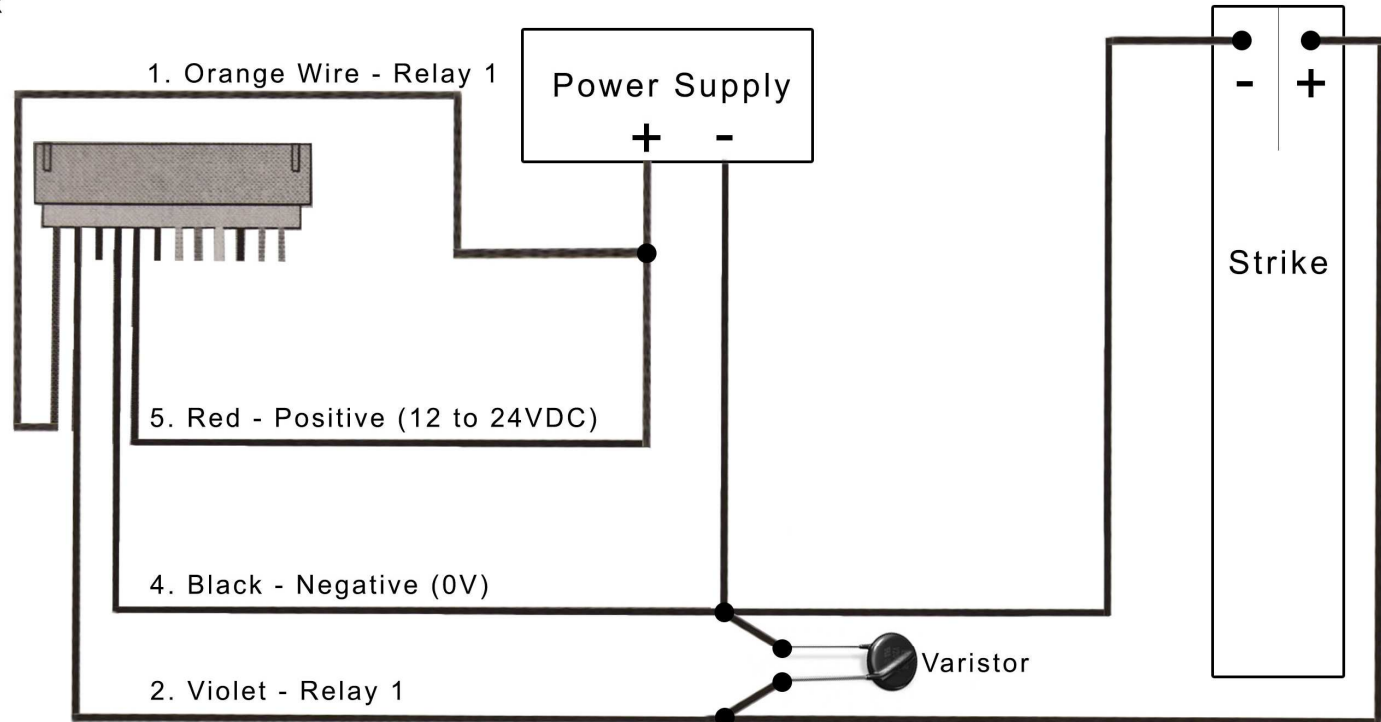 1. Orange Wire - Relay 1
Power Supply
+ -
- +
Strike
5. Red - Positive (12 to 24VDC)
4. Black - Negative (0V)
Varistor
2. Violet - Relay 1